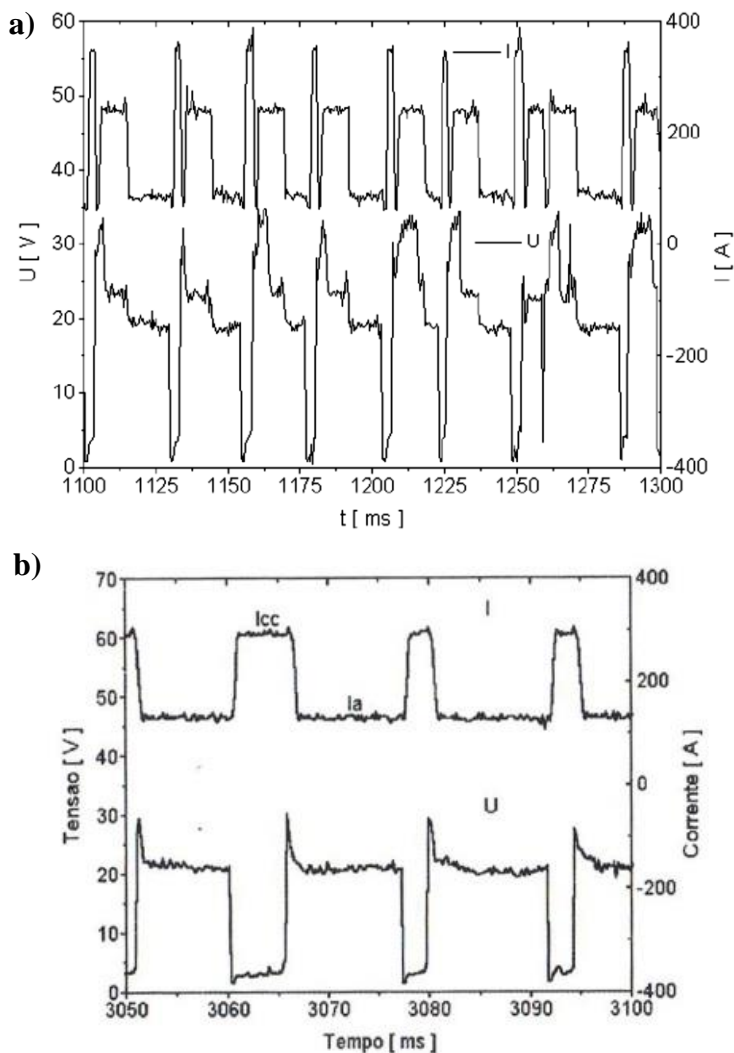 a)
60
50
40
30
20
10
0
U [ V ]
400
200
0
-200
-400
I [ A ]
I
U
1100 1125 1150 1175 1200 1225 1250 1275 1300
t [ ms ]
b)
70
60
50
40
30
20
10
0
Tensao [ V ]
400
200
0
-200
-400
Corrente [ A ]
Icc
I
Ia
U
3050 3060 3070 3080 3090 3100
Tempo [ ms ]